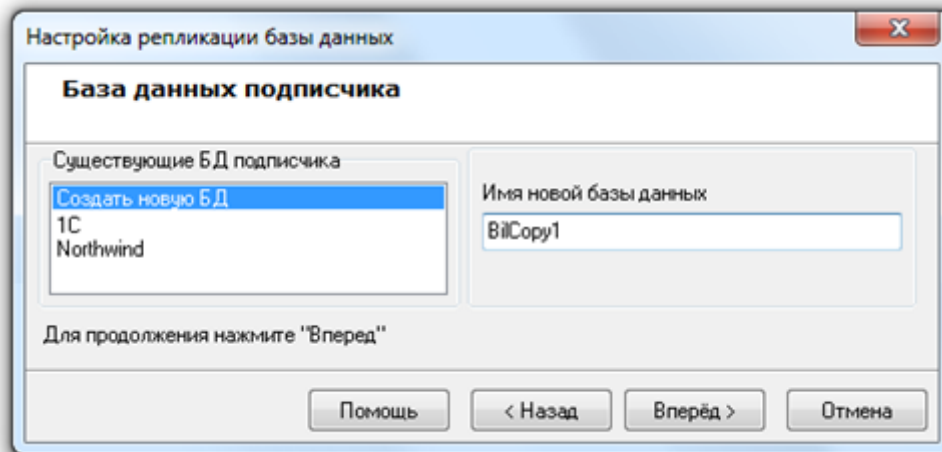 Настройка репликации базы данных
База данных подписчика
Существующие БД подписчика
Создать новую БД
1C
Northwind
Имя новой базы данных
BilCopy1
Для продолжения нажмите "Вперед"
Помощь
< Назад
Вперёд >
Отмена